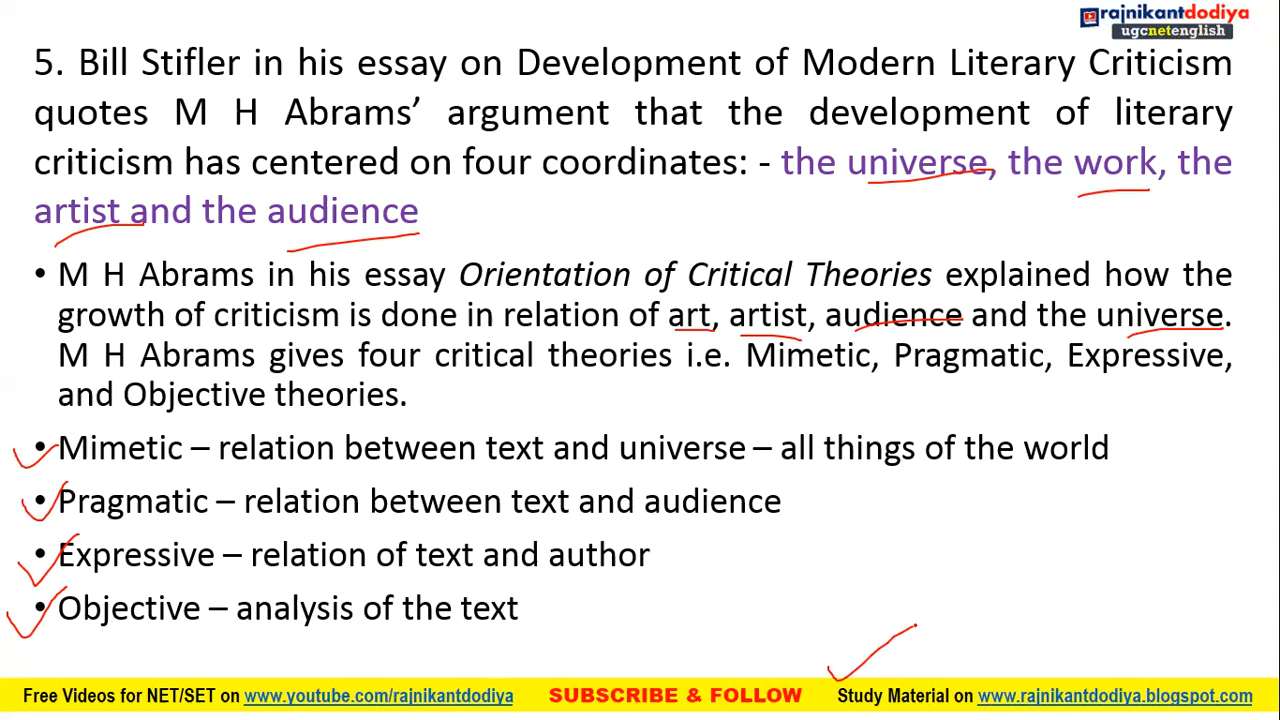 rajnikantdodiya
ugcnetenglish
5. Bill Stifler in his essay on Development of Modern Literary Criticism
quotes M H Abrams’ argument that the development of literary
criticism has centered on four coordinates: - the universe, the work, the
artist and the audience
• M H Abrams in his essay Orientation of Critical Theories explained how the
growth of criticism is done in relation of art, artist, audience and the universe.
M H Abrams gives four critical theories i.e. Mimetic, Pragmatic, Expressive,
and Objective theories.
• Mimetic – relation between text and universe – all things of the world
• Pragmatic – relation between text and audience
• Expressive – relation of text and author
• Objective – analysis of the text
Free Videos for NET/SET on www.youtube.com/rajnikantdodiya SUBSCRIBE & FOLLOW Study Material on www.rajnikantdodiya.blogspot.com